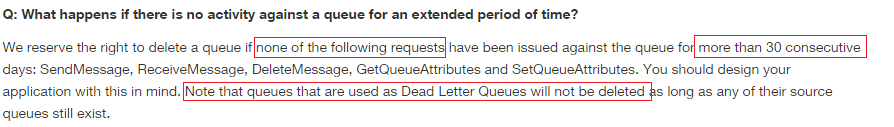 Q: What happens if there is no activity against a queue for an extended period of time?
We reserve the right to delete a queue if none of the following requests have been issued against the queue for more than 30 consecutive
days: SendMessage, ReceiveMessage, DeleteMessage, GetQueueAttributes and SetQueueAttributes. You should design your
application with this in mind. Note that queues that are used as Dead Letter Queues will not be deleted as long as any of their source
queues still exist.